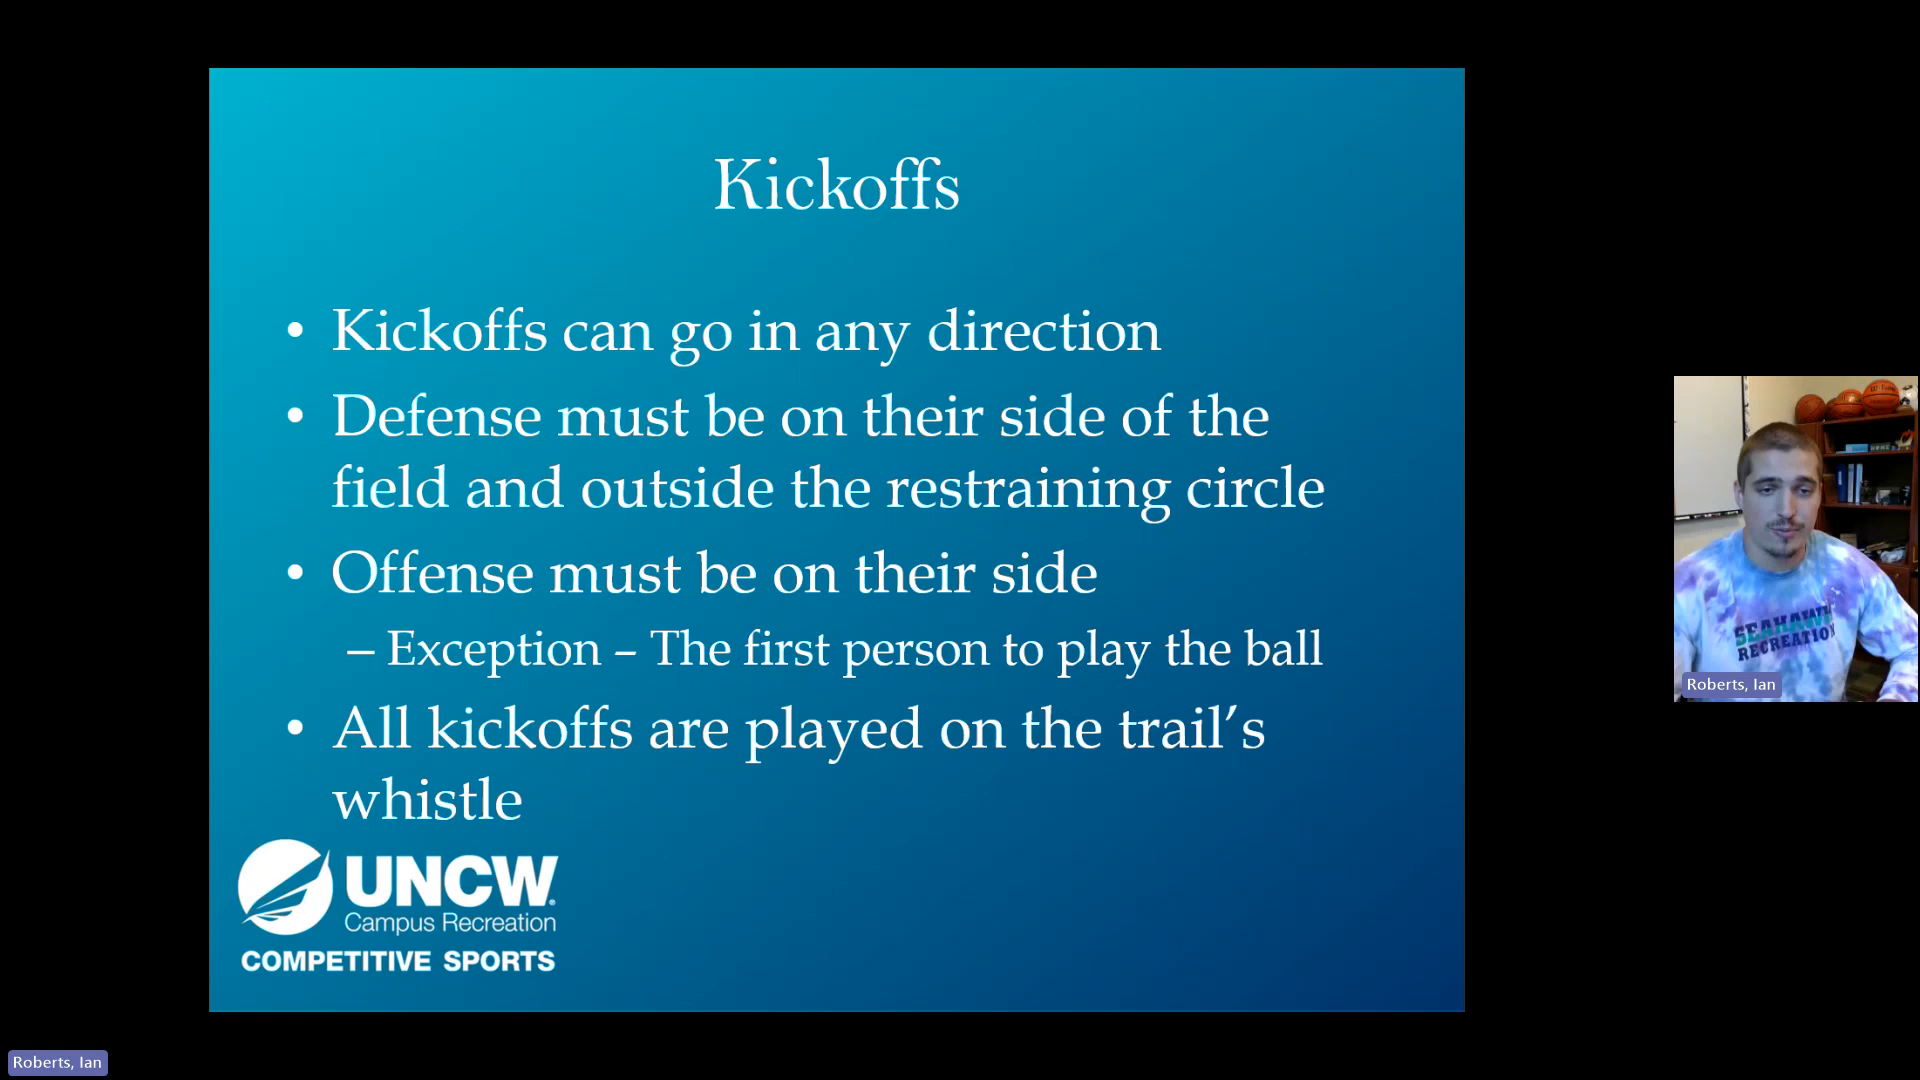 Kickoffs
• Kickoffs can go in any direction
• Defense must be on their side of the
field and outside the restraining circle
• Offense must be on their side
– Exception – The first person to play the ball
• All kickoffs are played on the trail’s
whistle
UNCW
Campus Recreation
COMPETITIVE SPORTS
SEAHAWK
RECREATION
Roberts, Ian
Roberts, Ian